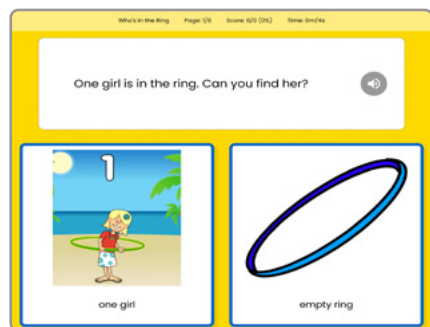 Who's in the Ring Page: 1/8 Score: 0/0 (0%) Time: 0m/4s
One girl is in the ring. Can you find her?
1
one girl
empty ring